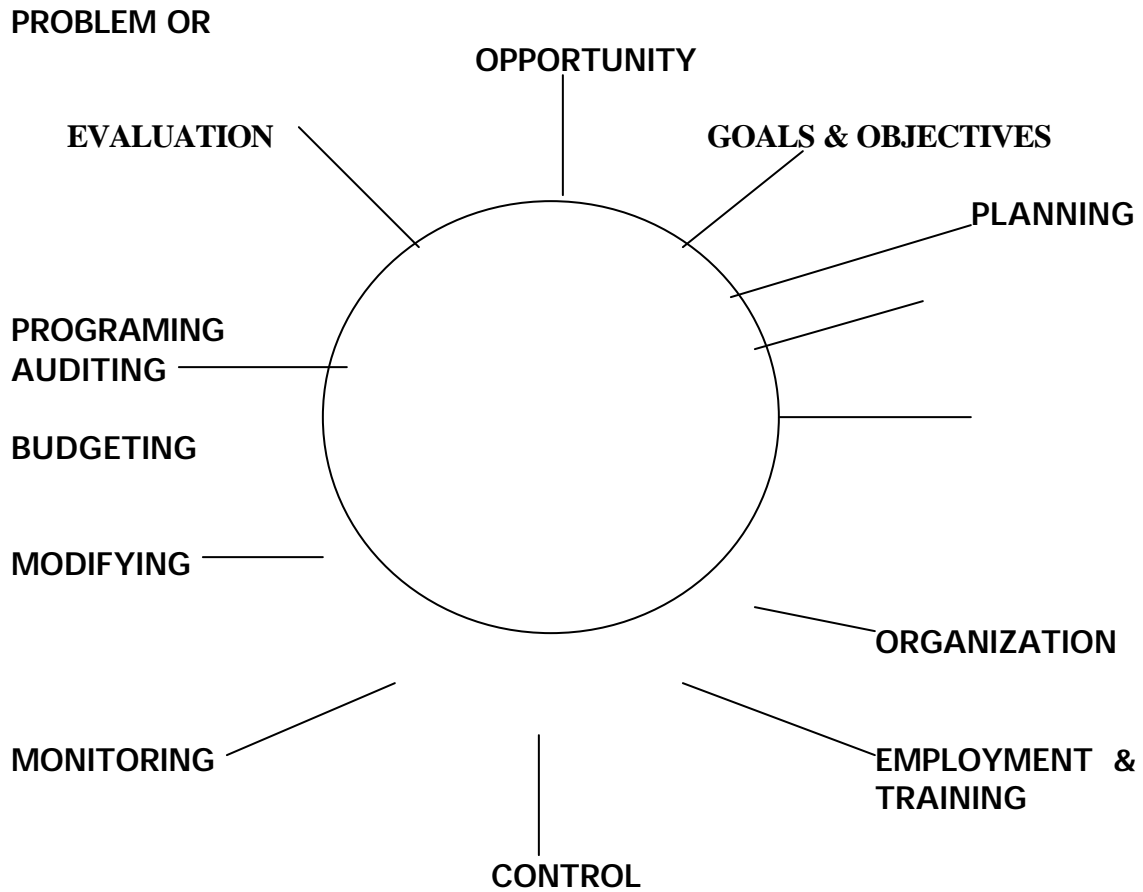 PROBLEM OR
OPPORTUNITY
EVALUATION
GOALS & OBJECTIVES
PLANNING
PROGRAMING
AUDITING
BUDGETING
MODIFYING
ORGANIZATION
MONITORING
EMPLOYMENT &
TRAINING
CONTROL